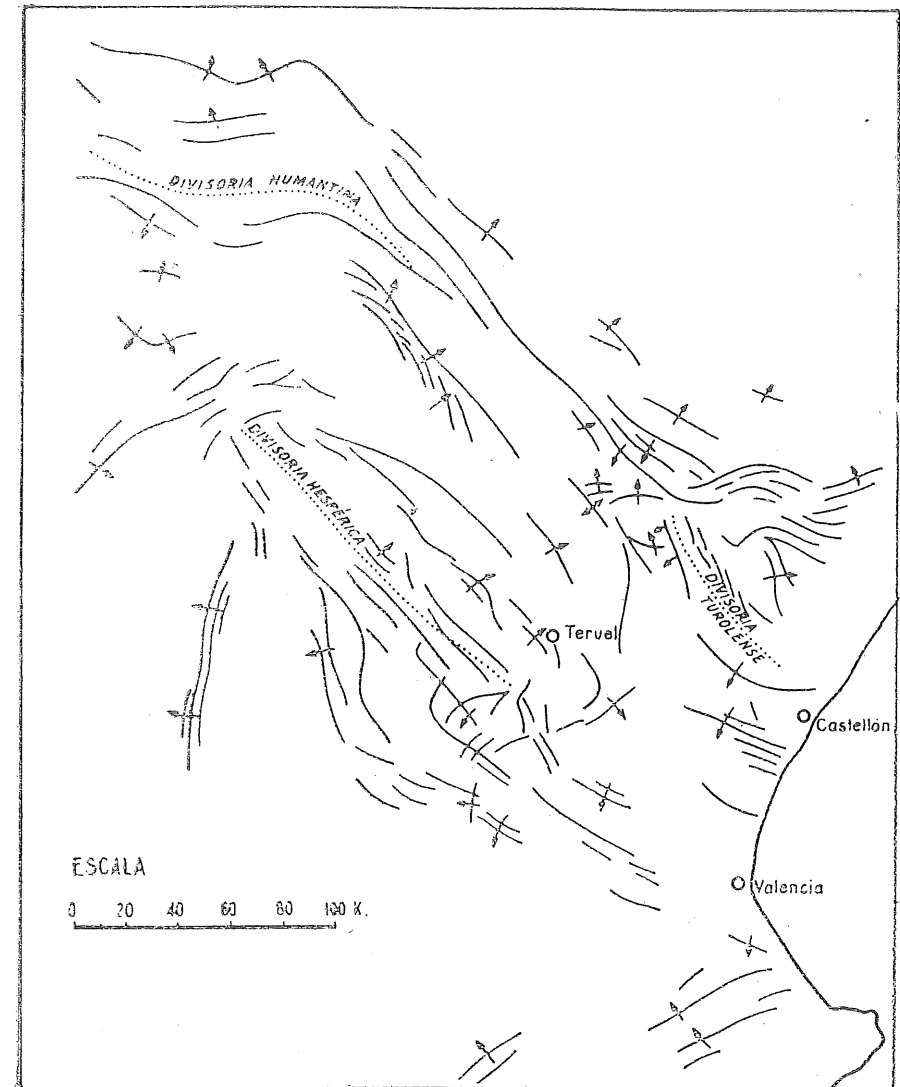 DIVISORIA HUMANTINA
DIVISORIA HESPÉRICA
DIVISORIA
TUROLENSE
Teruel
Castellón
Valencia
ESCALA
0 20 40 60 80 100 K.